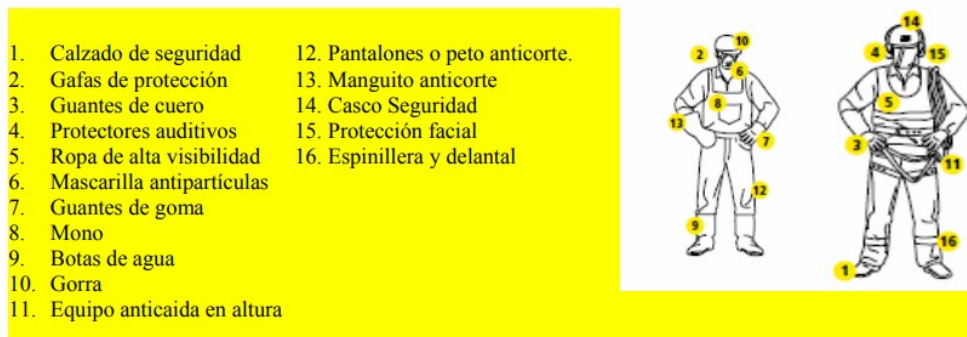 1. Calzado de seguridad
2. Gafas de protección
3. Guantes de cuero
4. Protectores auditivos
5. Ropa de alta visibilidad
6. Mascarilla antipartículas
7. Guantes de goma
8. Mono
9. Botas de agua
10. Gorra
11. Equipo anticaida en altura
12. Pantalones o peto anticorte.
13. Manguito anticorte
14. Casco Seguridad
15. Protección facial
16. Espinillera y delantal
10
2
6
8
13
7
12
9
14
4
15
5
3
11
16
1